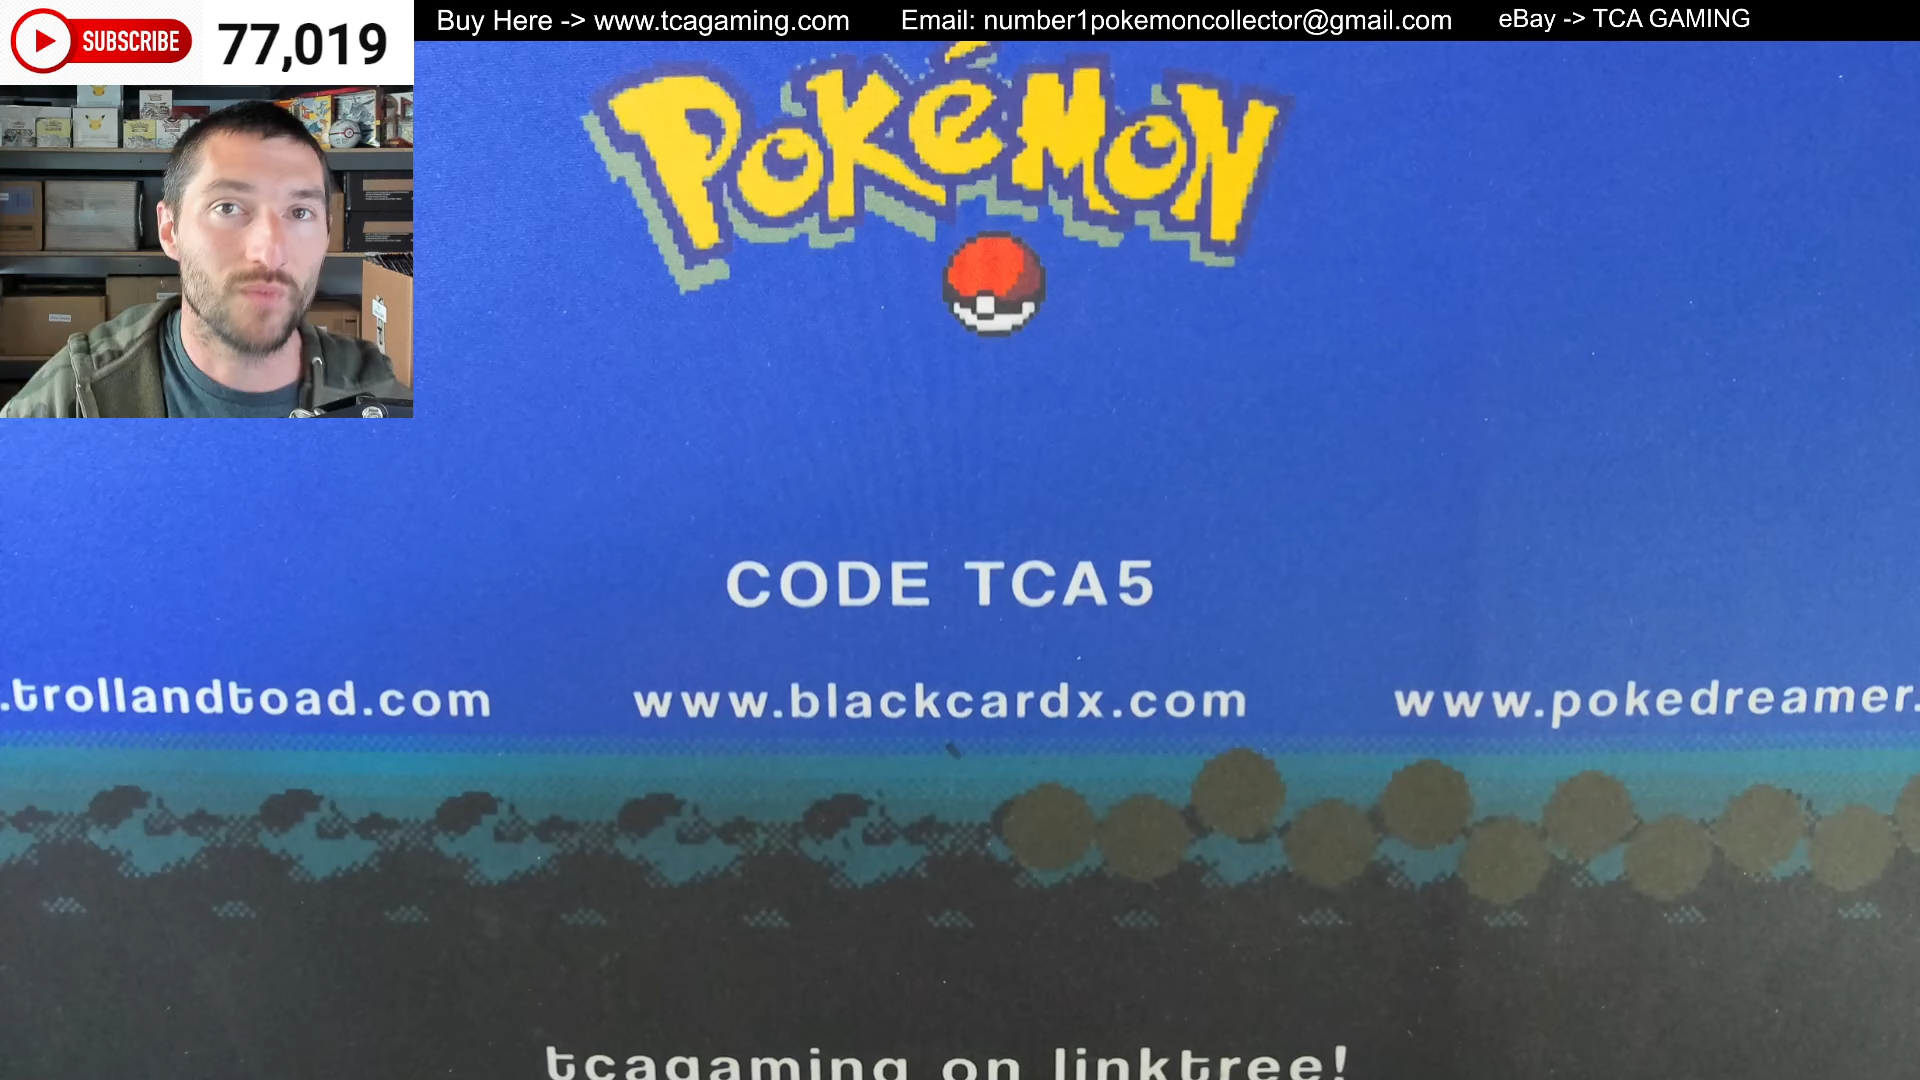 SUBSCRIBE 77,019
Buy Here -> www.tcagaming.com Email: number1pokemoncollector@gmail.com eBay -> TCA GAMING
POKéMON
CODE TCA5
.trollandtoad.com www.blackcardx.com www.pokedreamer.
tcagaming on linktree!